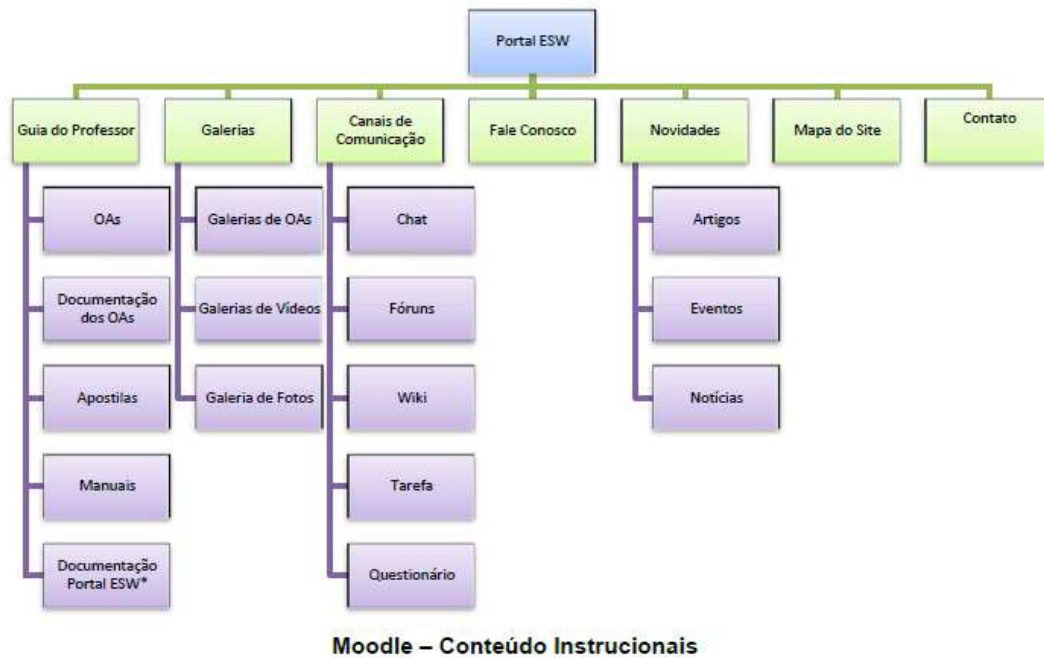 Portal ESW
Guia do Professor
Galerias
Canais de
Comunicação
Fale Conosco
Novidades
Mapa do Site
Contato
OAs
Documentação
dos OAs
Apostilas
Manuais
Documentação
Portal ESW*
Galerias de OAs
Galerias de Vídeos
Galeria de Fotos
Chat
Fóruns
Wiki
Tarefa
Questionário
Artigos
Eventos
Notícias
Moodle – Conteúdo Instrucionais